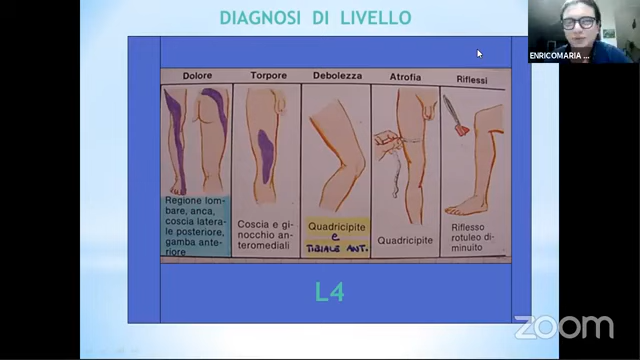 DIAGNOSI DI LIVELLO
ENRICOMARIA ...
Dolore
Torpore
Debolezza
Atrofia
Riflessi
Regione lom-
bare, anca,
coscia latera-
le posteriore,
gamba ante-
riore
Coscia e gi-
nocchio an-
teromediali
Quadricipite
e
TIBIALE ANT.
Quadricipite
Riflesso
rotuleo di-
minuito
L4
zoom